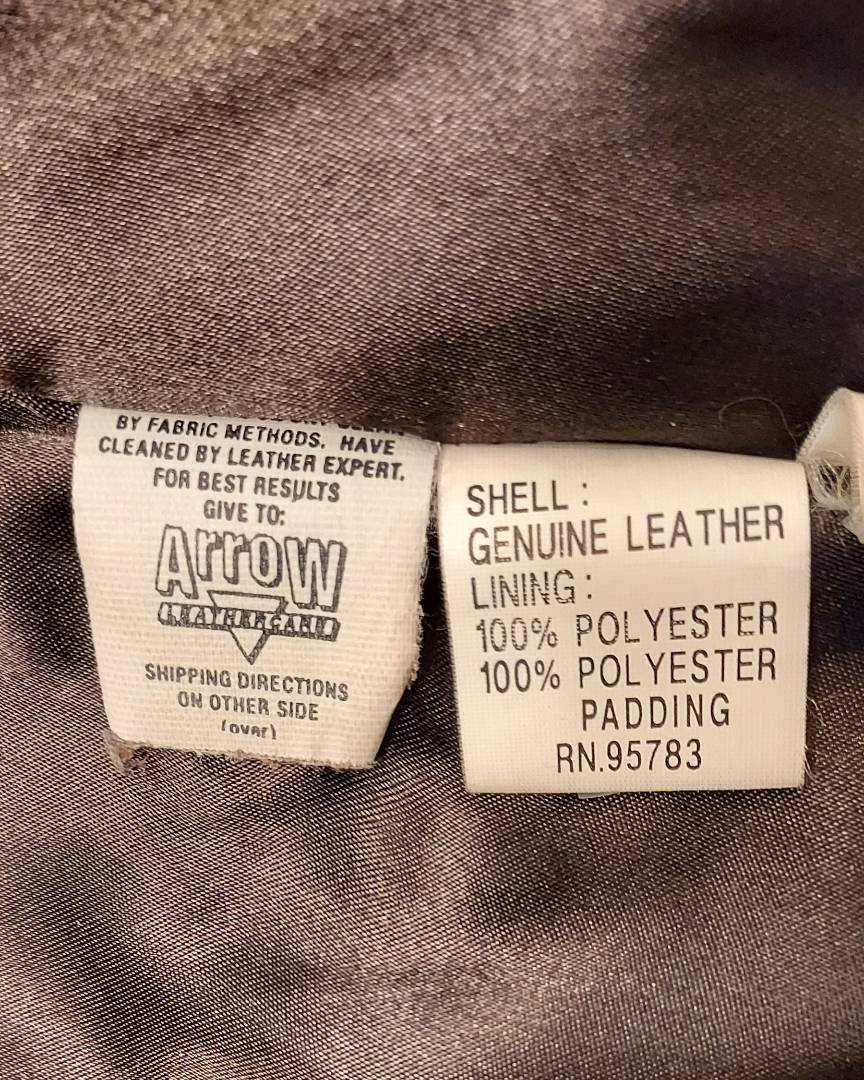 BY FABRIC METHODS. HAVE
CLEANED BY LEATHER EXPERT.
FOR BEST RESULTS
GIVE TO:
Arrow
LEATHERCARE
SHIPPING DIRECTIONS
ON OTHER SIDE
(over)
SHELL :
GENUINE LEATHER
LINING :
100% POLYESTER
100% POLYESTER
PADDING
RN.95783